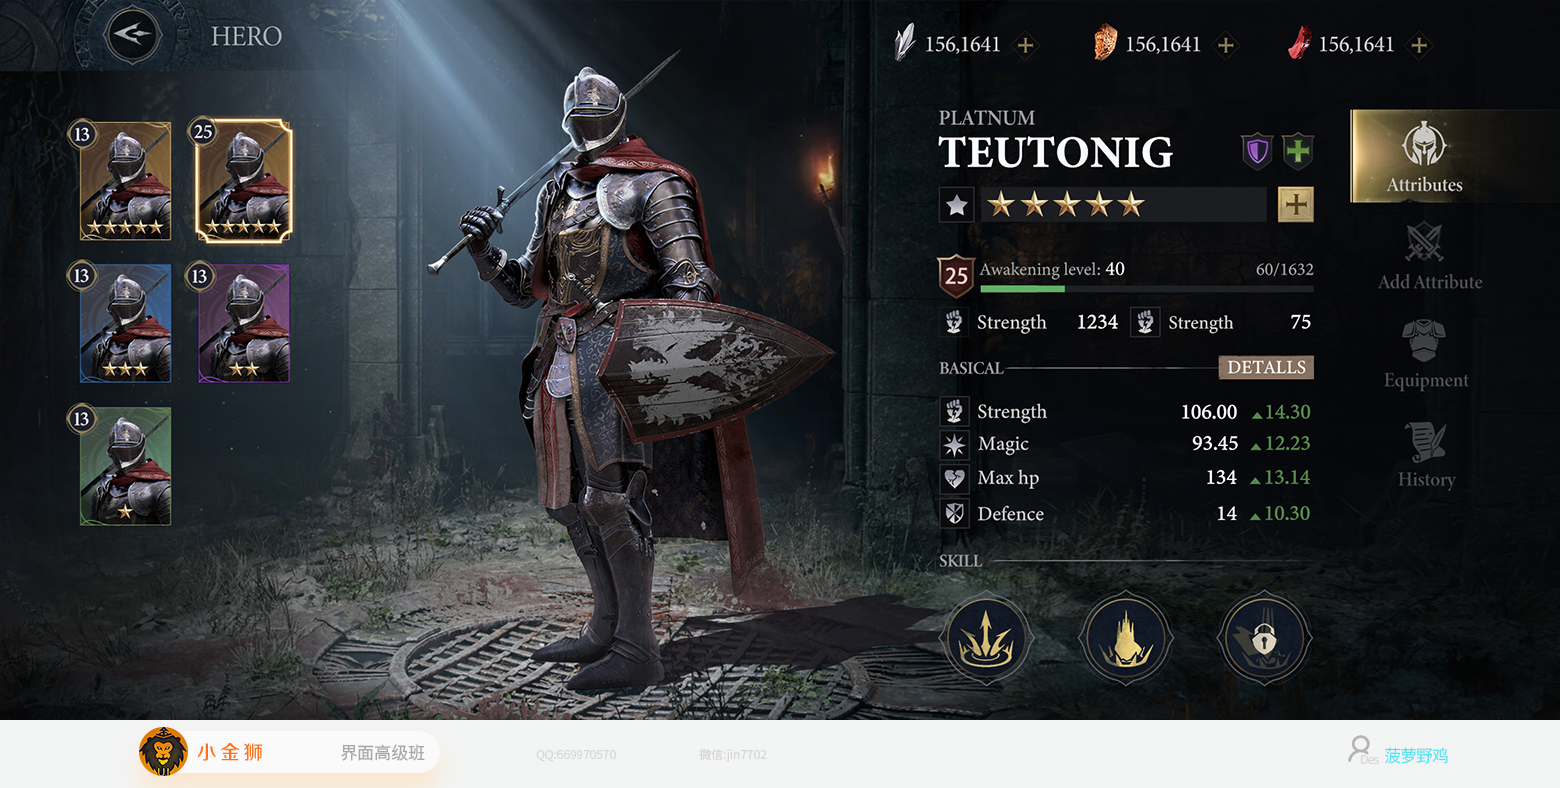 HERO
156,1641
156,1641
156,1641
13
25
13
13
13
PLATNUM
TEUTONIG
25
Awakening level: 40
60/1632
Strength 1234
Strength 75
BASICAL
DETALLS
Strength 106.00 14.30
Magic 93.45 12.23
Max hp 134 13.14
Defence 14 10.30
SKILL
Attributes
Add Attribute
Equipment
History
小金狮
界面高级班
QQ:669970570
微信:jin7702
Des 菠萝野鸡